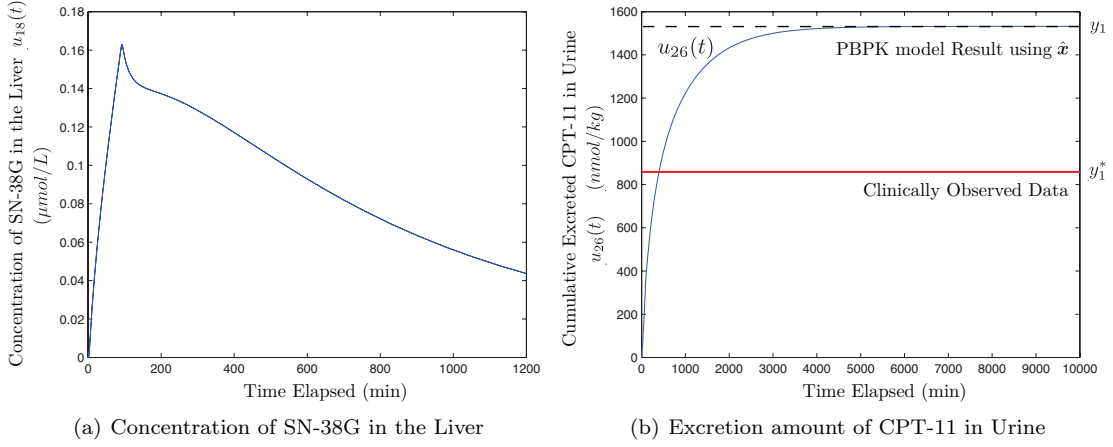 Concentration of SN-38G in the Liver u₁₈(t)
(μmol/L)
0.18
0.16
0.14
0.12
0.1
0.08
0.06
0.04
0.02
0
0 200 400 600 800 1000 1200
Time Elapsed (min)
(a) Concentration of SN-38G in the Liver
Cumulative Excreted CPT-11 in Urine
u₂₆(t) (nmol/kg)
1600
1400
1200
1000
800
600
400
200
0
y₁
u₂₆(t)
PBPK model Result using x̂
y₁*
Clinically Observed Data
0 1000 2000 3000 4000 5000 6000 7000 8000 9000 10000
Time Elapsed (min)
(b) Excretion amount of CPT-11 in Urine